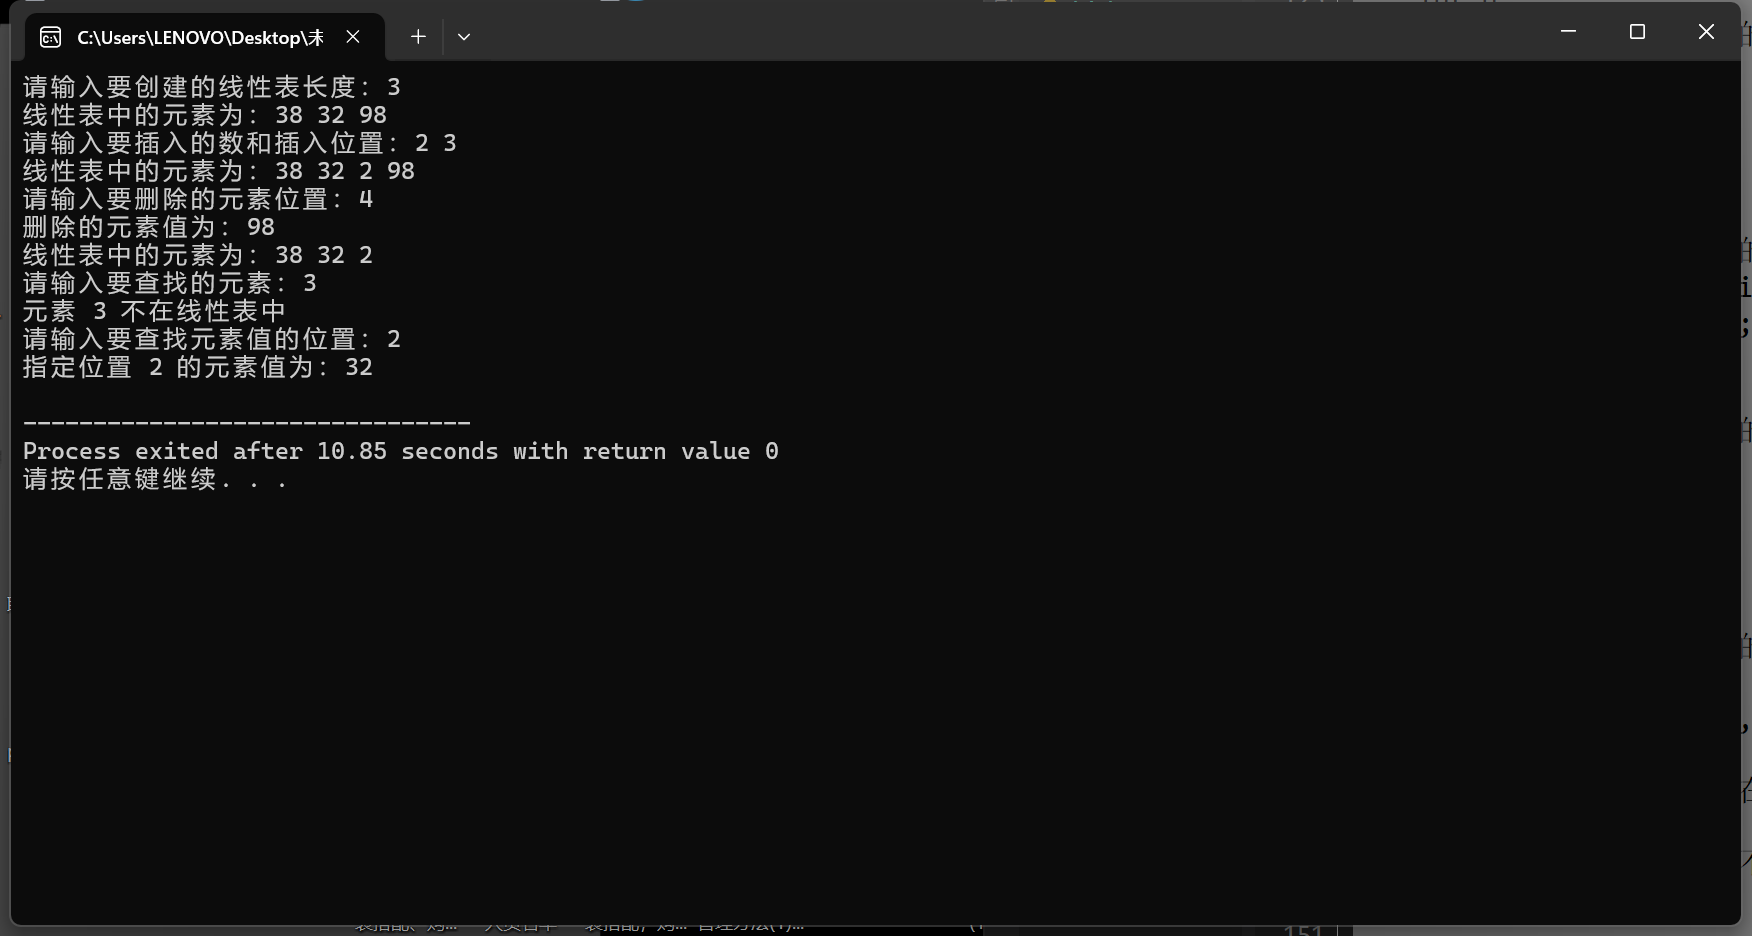 C:\Users\LENOVO\Desktop\未
请输入要创建的线性表长度: 3
线性表中的元素为: 38 32 98
请输入要插入的数和插入位置: 2 3
线性表中的元素为: 38 32 2 98
请输入要删除的元素位置: 4
删除的元素值为: 98
线性表中的元素为: 38 32 2
请输入要查找的元素: 3
元素 3 不在线性表中
请输入要查找元素值的位置: 2
指定位置 2 的元素值为: 32
--------------------------------
Process exited after 10.85 seconds with return value 0
请按任意键继续. . .